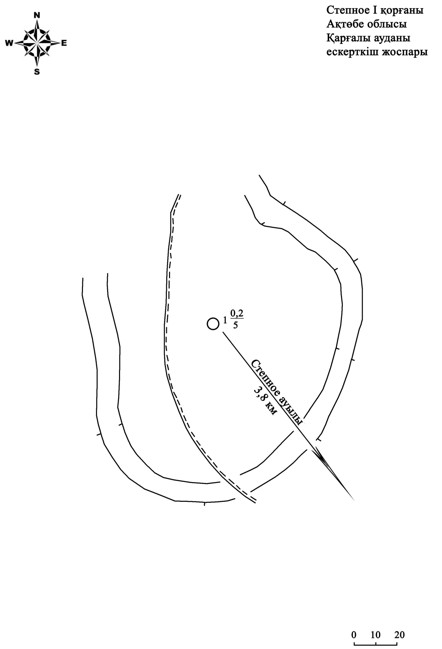 N
W E
S
Степное I қорғаны
Ақтөбе облысы
Қарғалы ауданы
ескерткіш жоспары
1 0,2
5
Степное ауылы
3,8 км
0 10 20